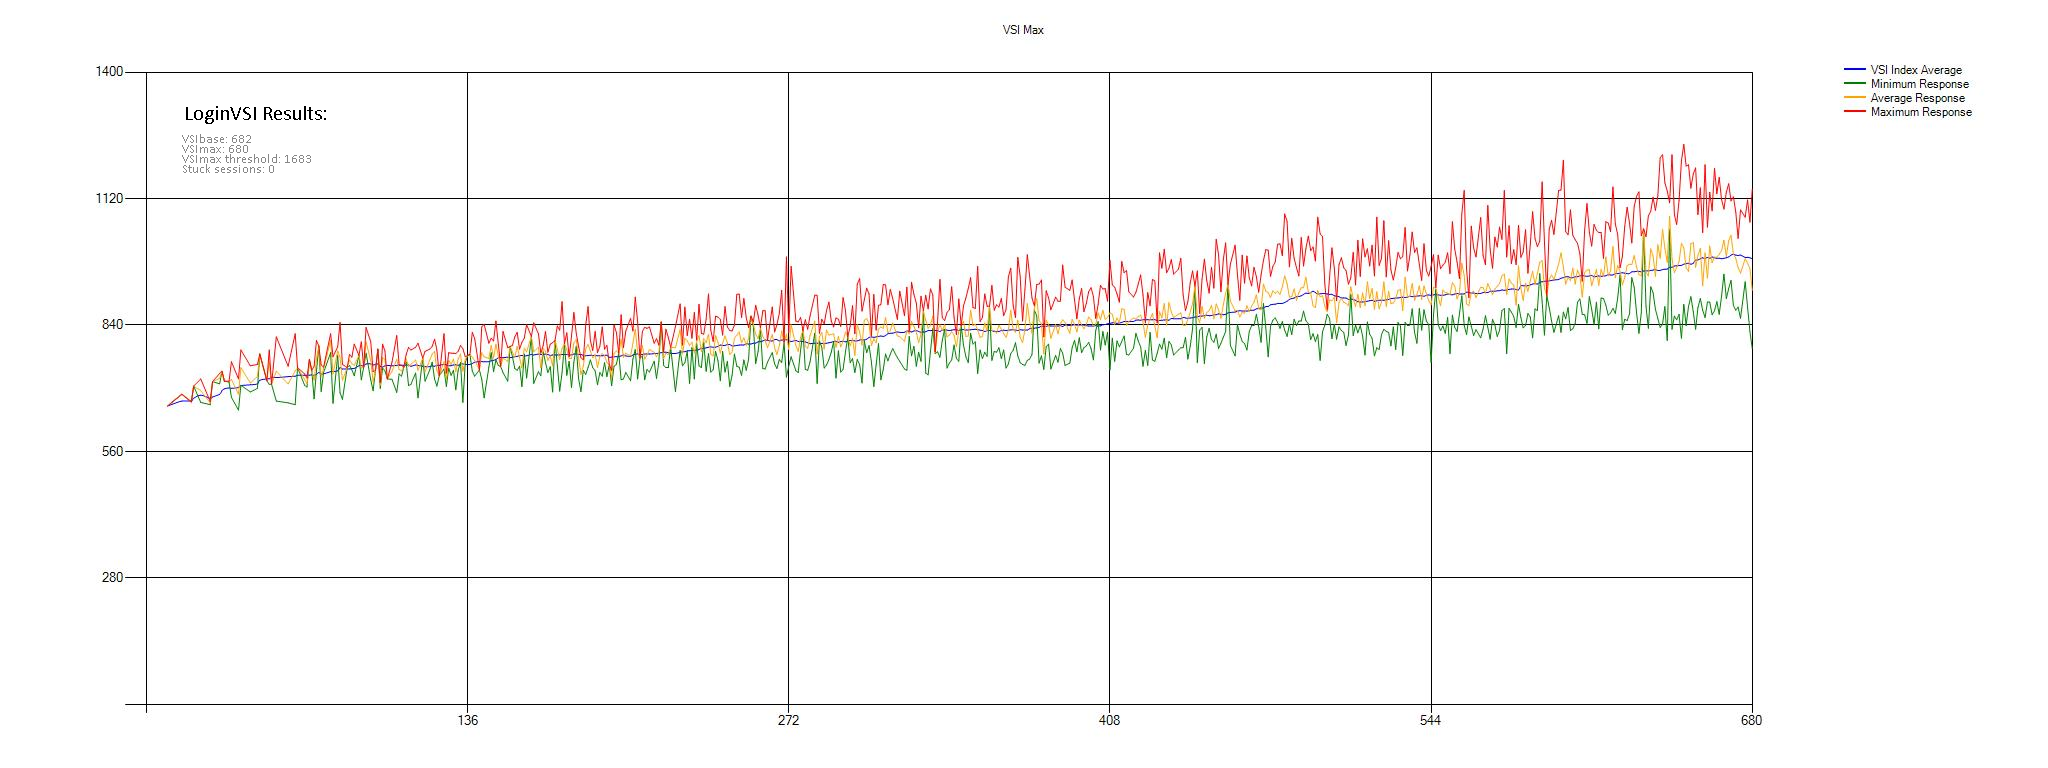 VSI Max
1400
1120
840
560
280
136
272
408
544
680
LoginVSI Results:
VSIbase: 682
VSImax: 680
VSImax threshold: 1683
Stuck sessions: 0
VSI Index Average
Minimum Response
Average Response
Maximum Response